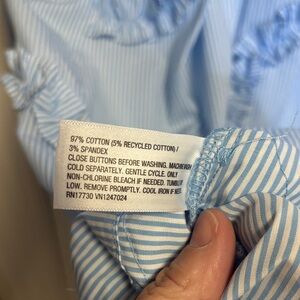 97% COTTON (5% RECYCLED COTTON) /
3% SPANDEX
CLOSE BUTTONS BEFORE WASHING. MACHINE
COLD SEPARATELY. GENTLE CYCLE. ONLY
NON-CHLORINE BLEACH IF NEEDED. TUMBLE
LOW. REMOVE PROMPTLY. COOL IRON IF
RN17730 VN1247024